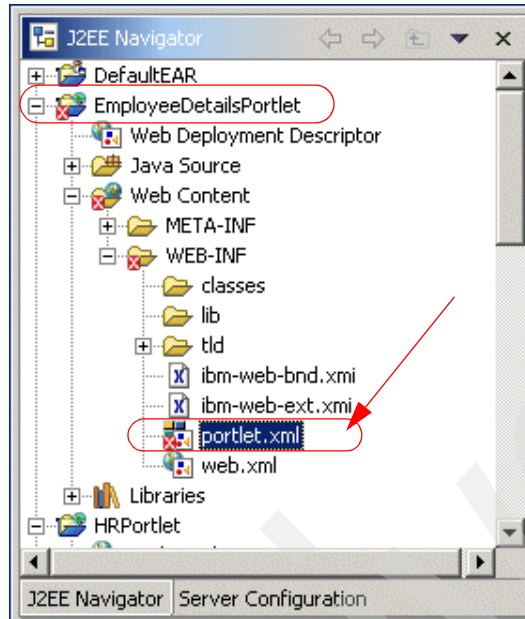 J2EE Navigator
DefaultEAR
EmployeeDetailsPortlet
Web Deployment Descriptor
Java Source
Web Content
META-INF
WEB-INF
classes
lib
tld
ibm-web-bnd.xmi
ibm-web-ext.xmi
portlet.xml
web.xml
Libraries
HRPortlet
J2EE Navigator Server Configuration